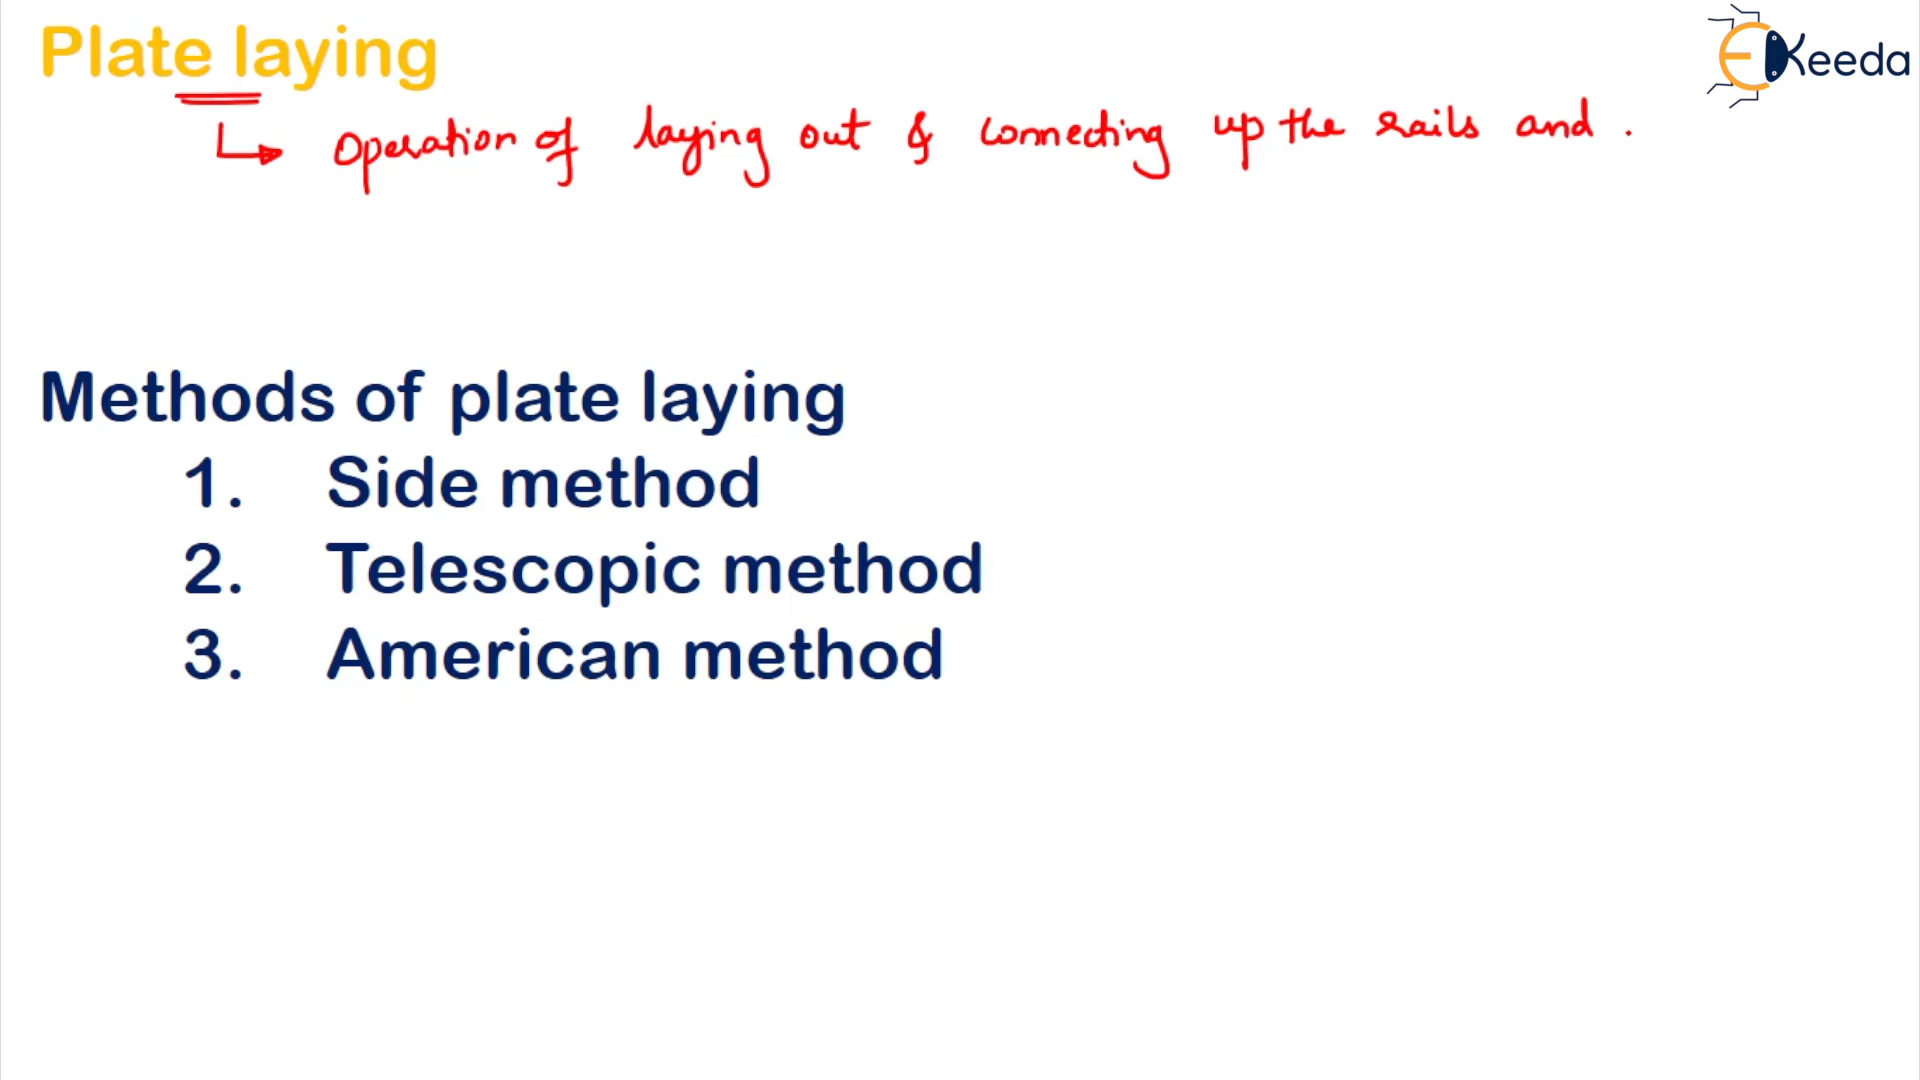 Plate laying
EKeeda
Operation of laying out & connecting up the rails and
Methods of plate laying
1. Side method
2. Telescopic method
3. American method